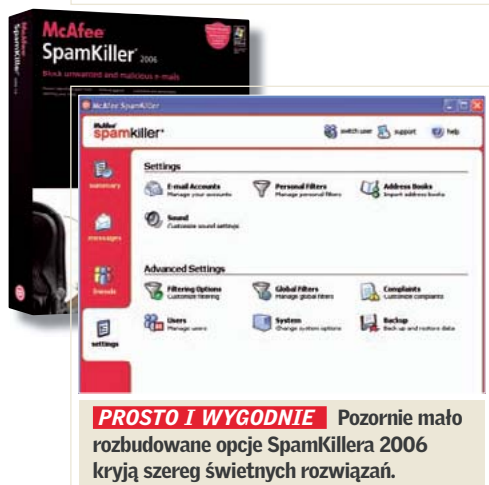 McAfee
SpamKiller 2006
Block unwanted and malicious e-mails
McAfee SpamKiller
McAfee
spamkiller
switch user
support
help
summary
messages
friends
settings
Settings
E-mail Accounts
Manage your accounts
Personal Filters
Manage personal filters
Address Books
Import address books
Sound
Customize sound settings
Advanced Settings
Filtering Options
Customize filtering
Global Filters
Manage global filters
Complaints
Customize complaints
Users
Manage users
System
Change system options
Backup
Back up and restore data
PROSTO I WYGODNIE Pozornie mało
rozbudowane opcje SpamKillera 2006
kryją szereg świetnych rozwiązań.